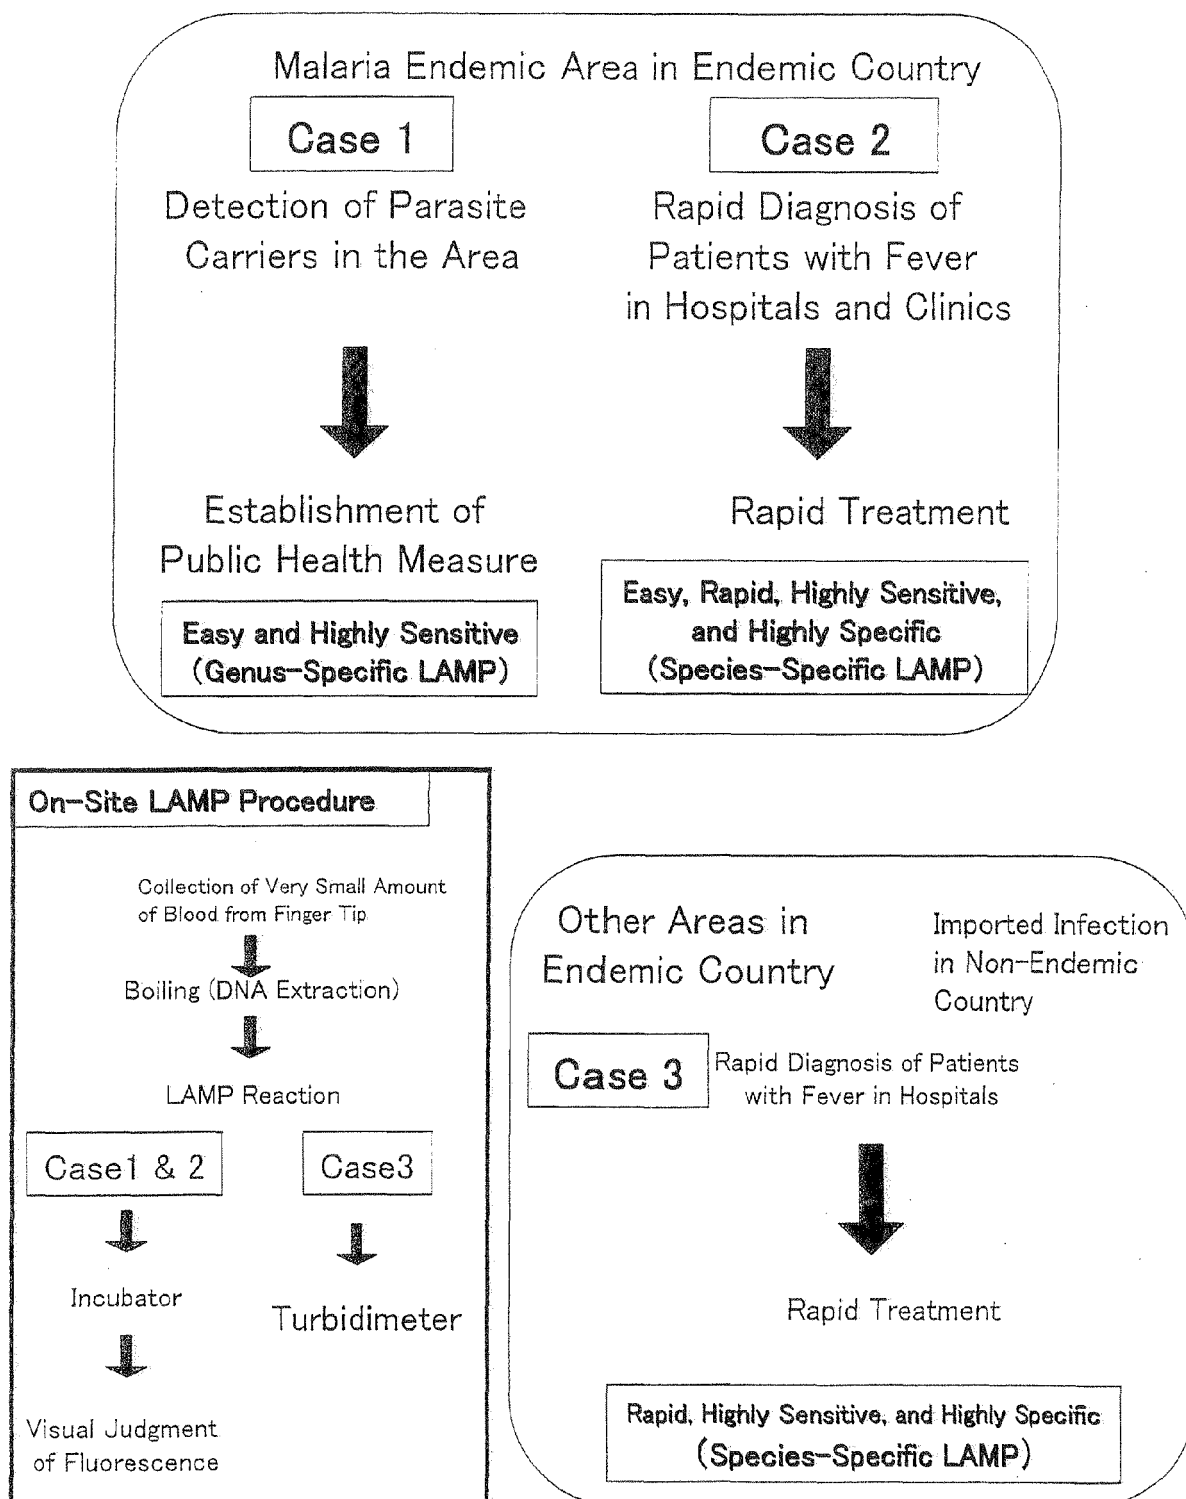 Malaria Endemic Area in Endemic Country
Case 1
Detection of Parasite
Carriers in the Area
Establishment of
Public Health Measure
Easy and Highly Sensitive
(Genus-Specific LAMP)
Case 2
Rapid Diagnosis of
Patients with Fever
in Hospitals and Clinics
Rapid Treatment
Easy, Rapid, Highly Sensitive,
and Highly Specific
(Species-Specific LAMP)
On-Site LAMP Procedure
Collection of Very Small Amount
of Blood from Finger Tip
Boiling (DNA Extraction)
LAMP Reaction
Case1 & 2
Incubator
Visual Judgment
of Fluorescence
Case3
Turbidimeter
Other Areas in
Endemic Country
Imported Infection
in Non-Endemic
Country
Case 3
Rapid Diagnosis of Patients
with Fever in Hospitals
Rapid Treatment
Rapid, Highly Sensitive, and Highly Specific
(Species-Specific LAMP)